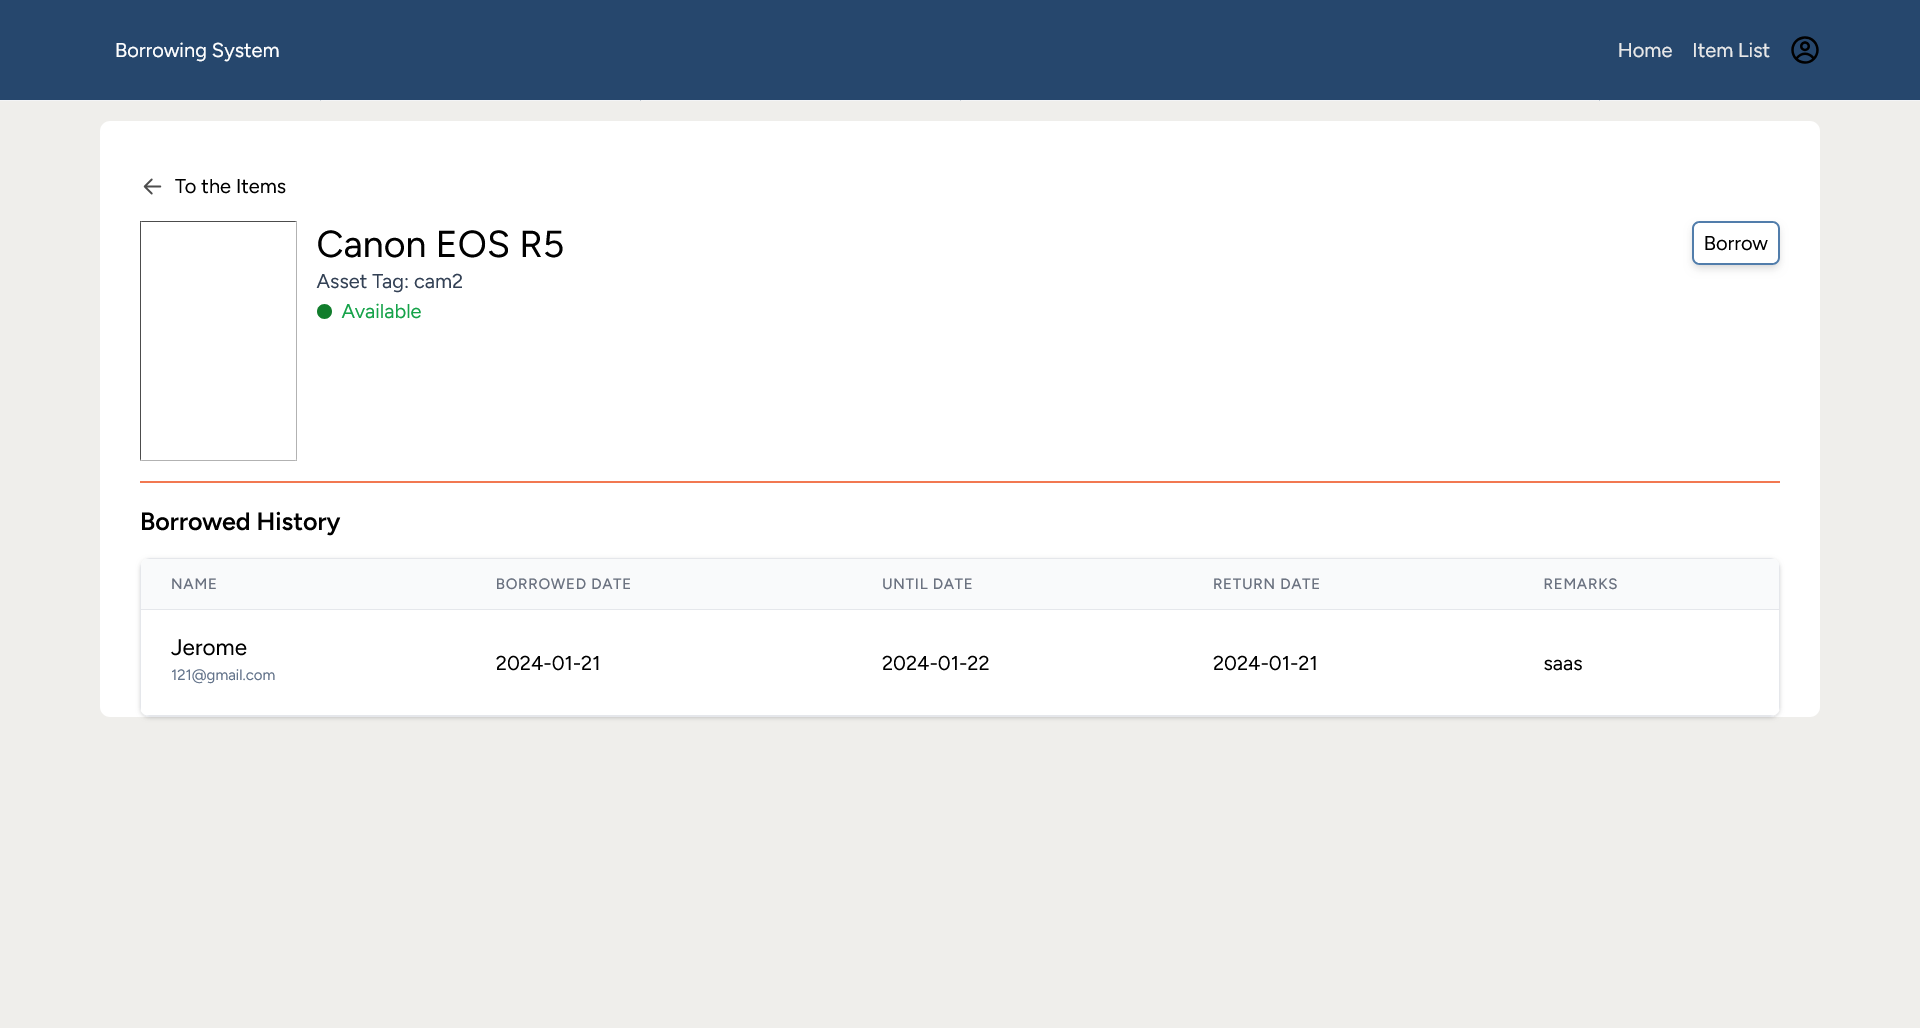 Borrowing System
Home Item List
To the Items
Canon EOS R5
Borrow
Asset Tag: cam2
Available
Borrowed History
NAME BORROWED DATE UNTIL DATE RETURN DATE REMARKS
Jerome
121@gmail.com
2024-01-21 2024-01-22 2024-01-21 saas